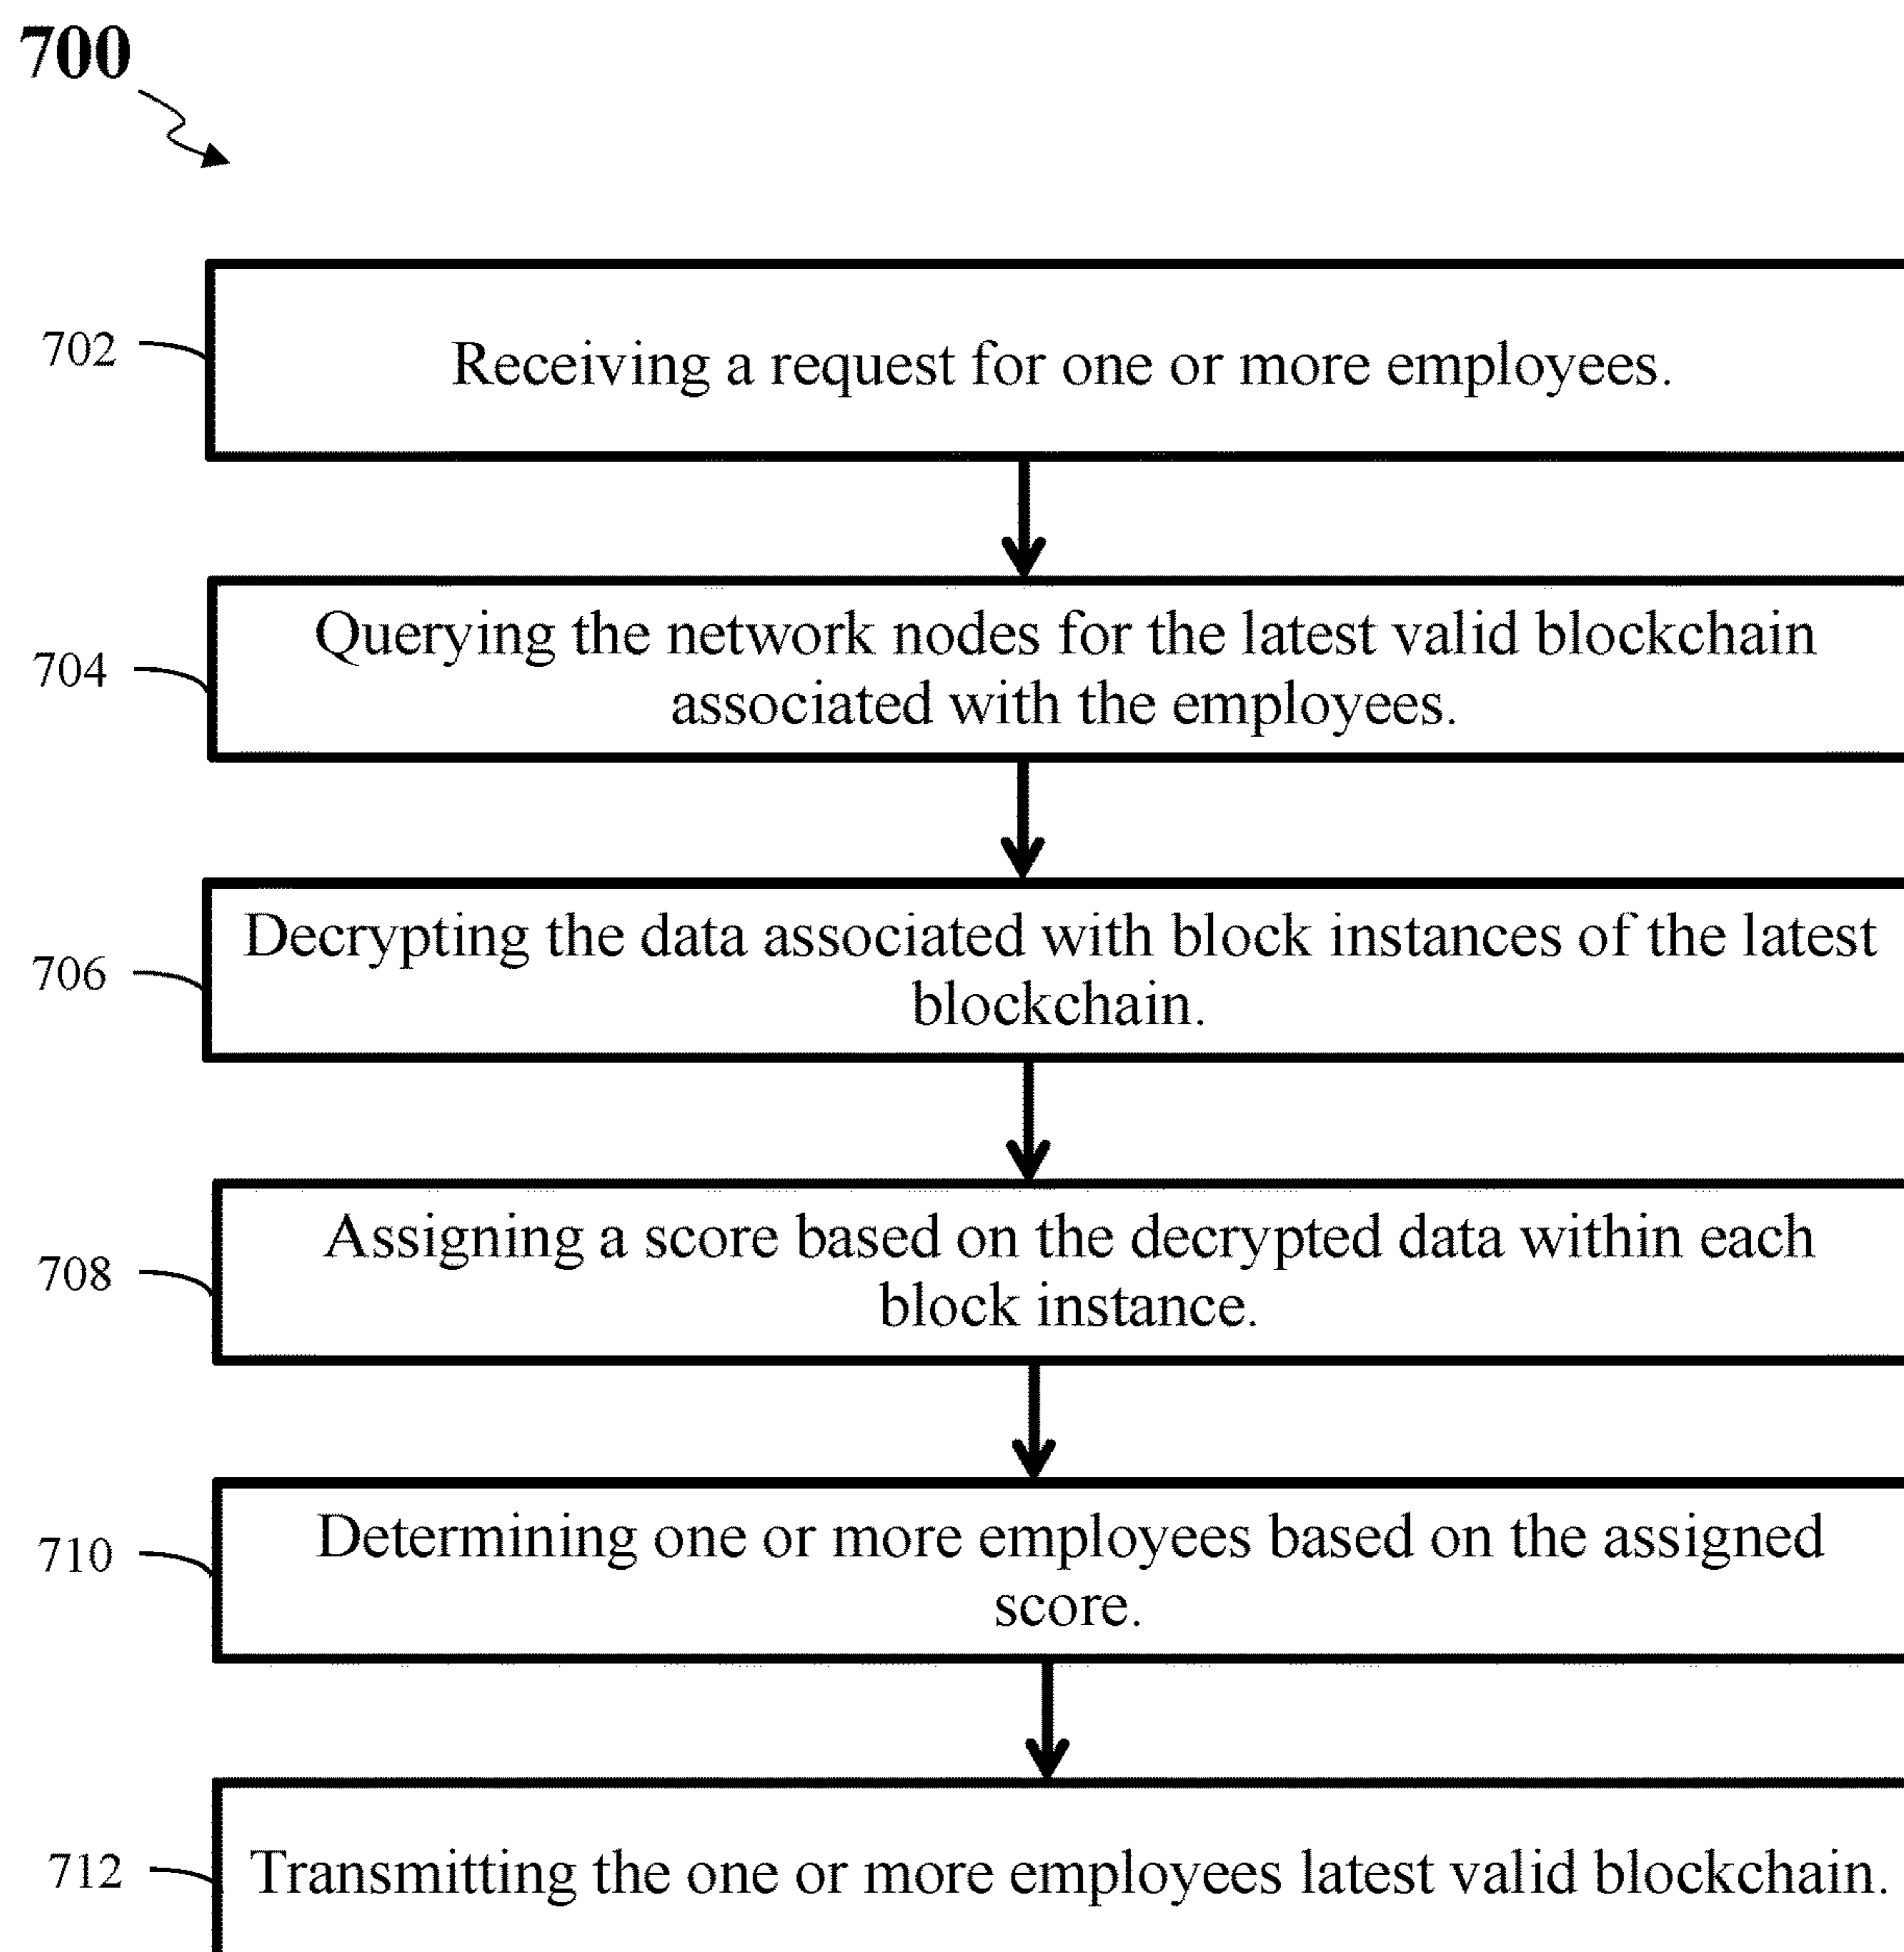 700
702
Receiving a request for one or more employees.
704
Querying the network nodes for the latest valid blockchain
associated with the employees.
706
Decrypting the data associated with block instances of the latest
blockchain.
708
Assigning a score based on the decrypted data within each
block instance.
710
Determining one or more employees based on the assigned
score.
712
Transmitting the one or more employees latest valid blockchain.